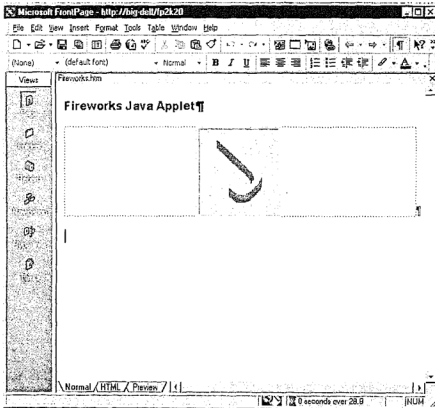 Microsoft FrontPage - http://big-dell/fp2k20
File Edit View Insert Format Tools Table Window Help
(None) (default font) Normal B I U
Views Fireworks.htm
Fireworks Java Applet¶
Normal HTML Preview
0 seconds over 28.8 NUM